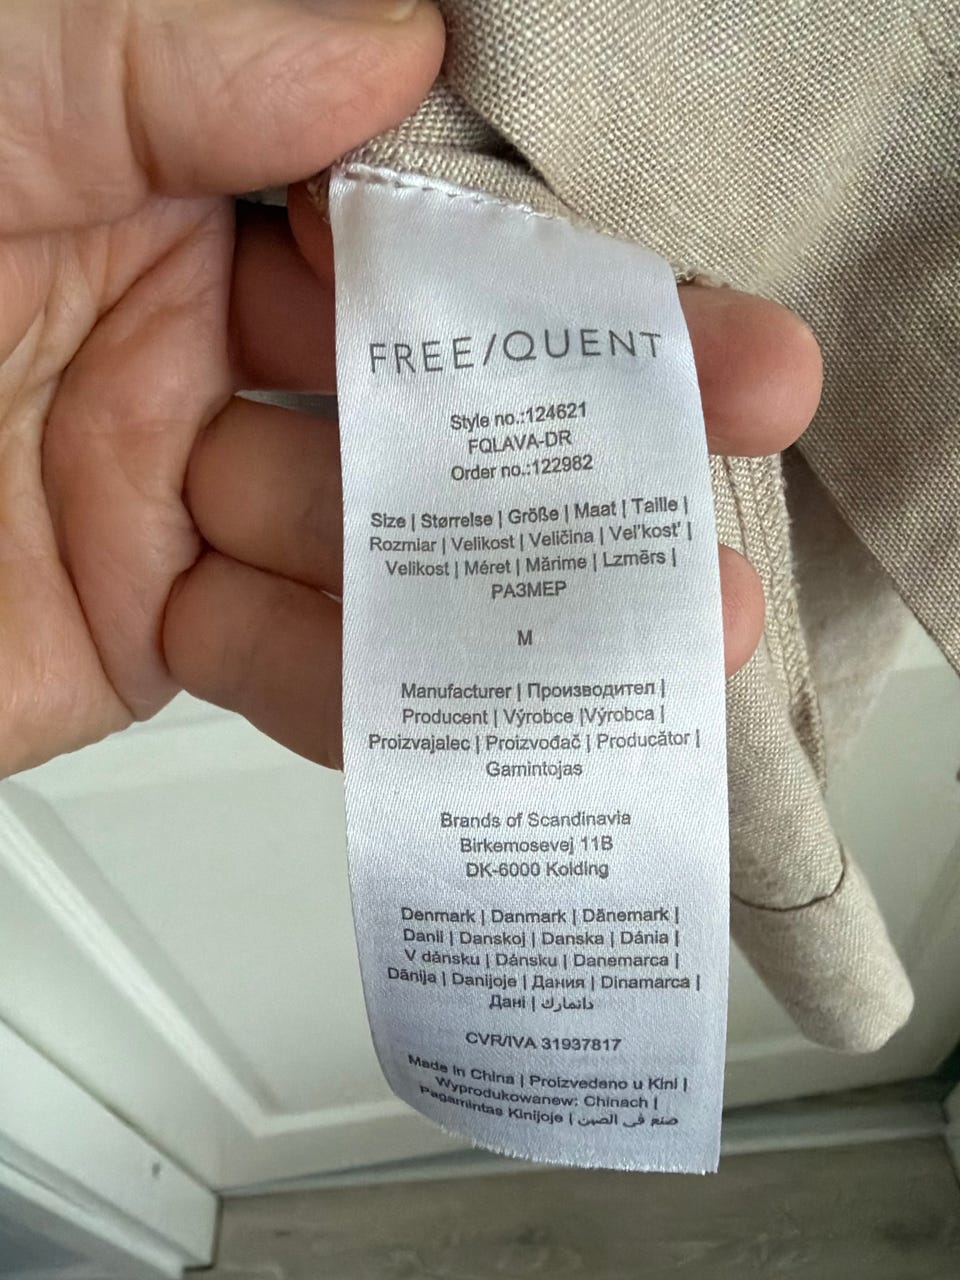 FREE/QUENT
Style no.:124621
FQLAVA-DR
Order no.:122982
Size | Størrelse | Größe | Maat | Taille |
Rozmiar | Velikost | Veličina | Vel'kost' |
Velikost | Méret | Mărime | Lzmērs |
РАЗМЕР
M
Manufacturer | Производител |
Producent | Výrobce |Výrobca |
Proizvajalec | Proizvođač | Producător |
Gamintojas
Brands of Scandinavia
Birkemosevej 11B
DK-6000 Kolding
Denmark | Danmark | Dänemark |
Danii | Danskoj | Danska | Dánia |
V dánsku | Dánsku | Danemarca |
Dānija | Danijoje | Дания | Dinamarca |
Дані | دانمارك
CVR/IVA 31937817
Made in China | Proizvedeno u Kini |
Wyprodukowanew: Chinach |
Pagamintas Kinijoje | صنع في الصين